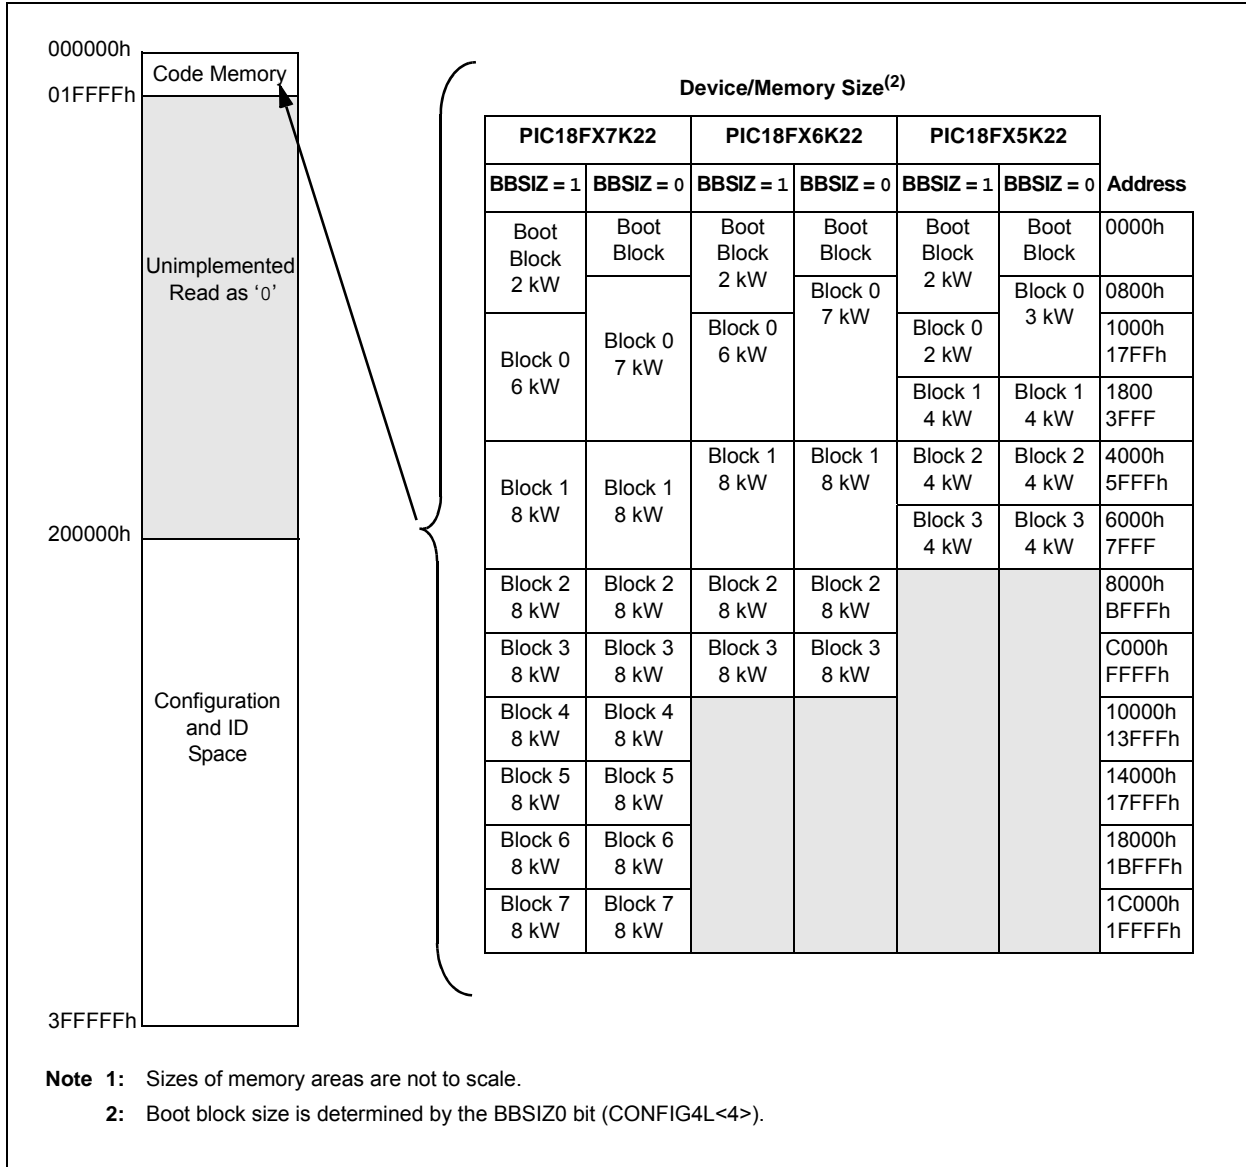 000000h
Code Memory
01FFFFh
Unimplemented
Read as ‘0’
200000h
Configuration
and ID
Space
3FFFFFh
Device/Memory Size(2)
PIC18FX7K22 PIC18FX6K22 PIC18FX5K22
BBSIZ = 1 BBSIZ = 0 BBSIZ = 1 BBSIZ = 0 BBSIZ = 1 BBSIZ = 0 Address
Boot Boot Boot Boot Boot Boot 0000h
Block Block Block Block Block Block
2 kW 2 kW Block 0 2 kW Block 0 0800h
7 kW 3 kW
Block 0 Block 0 Block 0 1000h
7 kW 6 kW 2 kW 17FFh
Block 0
6 kW
Block 1 Block 1 1800
4 kW 4 kW 3FFF
Block 1 Block 1 Block 2 Block 2 4000h
8 kW 8 kW 4 kW 4 kW 5FFFh
Block 1 Block 1
8 kW 8 kW
Block 3 Block 3 6000h
4 kW 4 kW 7FFF
Block 2 Block 2 Block 2 Block 2 8000h
8 kW 8 kW 8 kW 8 kW BFFFh
Block 3 Block 3 Block 3 Block 3 C000h
8 kW 8 kW 8 kW 8 kW FFFFh
Block 4 Block 4 10000h
8 kW 8 kW 13FFFh
Block 5 Block 5 14000h
8 kW 8 kW 17FFFh
Block 6 Block 6 18000h
8 kW 8 kW 1BFFFh
Block 7 Block 7 1C000h
8 kW 8 kW 1FFFFh
Note 1: Sizes of memory areas are not to scale.
2: Boot block size is determined by the BBSIZ0 bit (CONFIG4L<4>).